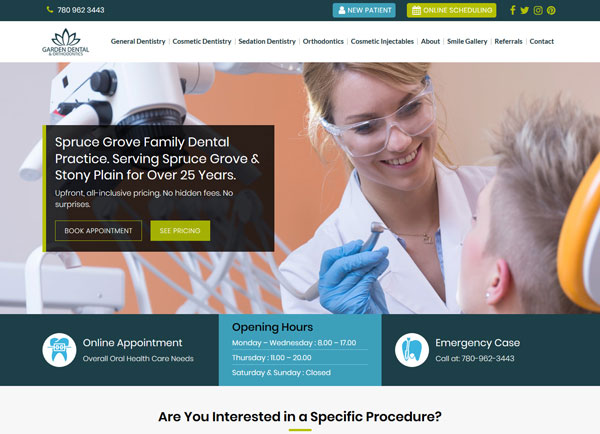 780 962 3443
NEW PATIENT
ONLINE SCHEDULING
GARDEN DENTAL
& ORTHODONTICS
General Dentistry | Cosmetic Dentistry | Sedation Dentistry | Orthodontics | Cosmetic Injectables | About | Smile Gallery | Referrals | Contact
Spruce Grove Family Dental
Practice. Serving Spruce Grove &
Stony Plain for Over 25 Years.
Upfront, all-inclusive pricing. No hidden fees. No
surprises.
BOOK APPOINTMENT
SEE PRICING
Online Appointment
Overall Oral Health Care Needs
Opening Hours
Monday – Wednesday : 8.00 – 17.00
Thursday : 11.00 – 20.00
Saturday & Sunday : Closed
Emergency Case
Call at: 780-962-3443
Are You Interested in a Specific Procedure?